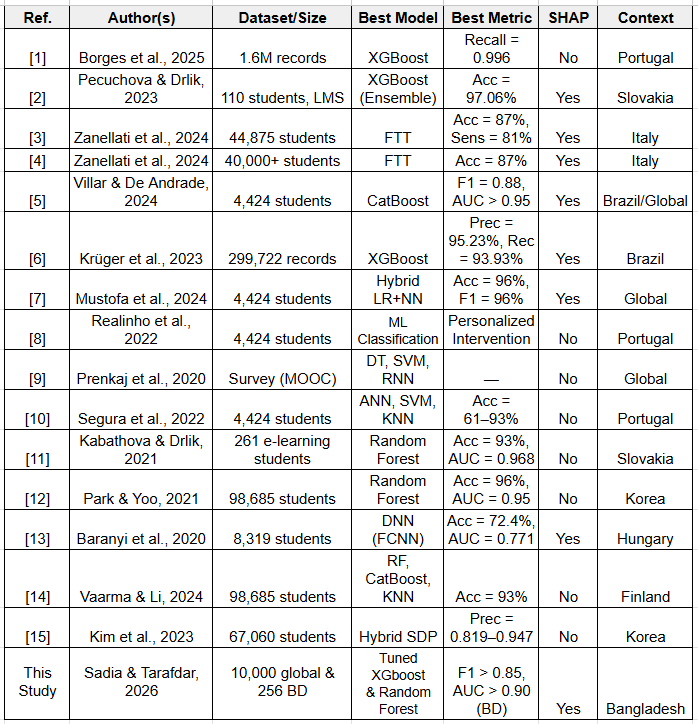 Ref. Author(s) Dataset/Size Best Model Best Metric SHAP Context
[1] Borges et al., 2025 1.6M records XGBoost Recall = 0.996 No Portugal
[2] Pecuchova & Drlik, 2023 110 students, LMS XGBoost (Ensemble) Acc = 97.06% Yes Slovakia
[3] Zanellati et al., 2024 44,875 students FTT Acc = 87%, Sens = 81% Yes Italy
[4] Zanellati et al., 2024 40,000+ students FTT Acc = 87% Yes Italy
[5] Villar & De Andrade, 2024 4,424 students CatBoost F1 = 0.88, AUC > 0.95 Yes Brazil/Global
[6] Krüger et al., 2023 299,722 records XGBoost Prec = 95.23%, Rec = 93.93% Yes Brazil
[7] Mustofa et al., 2024 4,424 students Hybrid LR+NN Acc = 96%, F1 = 96% Yes Global
[8] Realinho et al., 2022 4,424 students ML Classification Personalized Intervention No Portugal
[9] Prenkaj et al., 2020 Survey (MOOC) DT, SVM, RNN — No Global
[10] Segura et al., 2022 4,424 students ANN, SVM, KNN Acc = 61–93% No Portugal
[11] Kabathova & Drlik, 2021 261 e-learning students Random Forest Acc = 93%, AUC = 0.968 No Slovakia
[12] Park & Yoo, 2021 98,685 students Random Forest Acc = 96%, AUC = 0.95 No Korea
[13] Baranyi et al., 2020 8,319 students DNN (FCNN) Acc = 72.4%, AUC = 0.771 Yes Hungary
[14] Vaarma & Li, 2024 98,685 students RF, CatBoost, KNN Acc = 93% No Finland
[15] Kim et al., 2023 67,060 students Hybrid SDP Prec = 0.819–0.947 No Korea
This Study Sadia & Tarafdar, 2026 10,000 global & 256 BD Tuned XGboost & Random Forest F1 > 0.85, AUC > 0.90 (BD) Yes Bangladesh